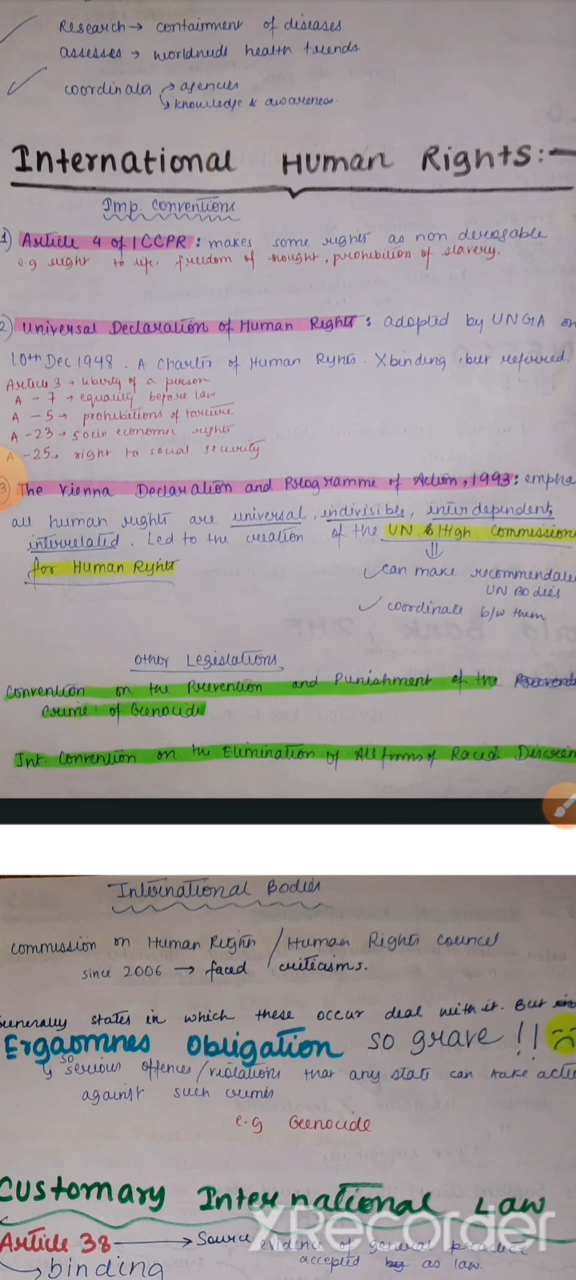 Research → containment of diseases
assesses → worldwide health trends
coordinates → agencies
↳ knowledge & awareness
International Human Rights:-
Imp. conventions
1) Article 4 of ICCPR : makes some rights as non derogable
e.g right to life, freedom of thought, prohibition of slavery.
2) Universal Declaration of Human Rights : adopted by UNGA on
10th Dec 1948. A Charter of Human Rights. X binding, but referred.
Article 3 → liberty of a person
A - 7 → equality before law
A - 5 → prohibitions of torture
A - 23 → socio economic rights
A - 25 → right to social security
3) The Vienna Declaration and Programme of Action, 1993 : empha
all human rights are universal, indivisible, interdependent,
interrelated. Led to the creation of the UN High Commission
for Human Rights
✓ can make recommendat
UN Bodies
✓ coordinate b/w them
Other Legislations
Convention on the Prevention and Punishment of the
Crime of Genocide
Int. Convention on the Elimination of All forms of Racial Discrim
International Bodies
commission on Human Rights / Human Rights council
since 2006 → faced criticisms.
Generally states in which these occur deal with it. But
Ergaomnes Obligation so grave !!
↳ so serious offences/violations that any state can take acti
against such crimes
e.g Genocide
Customary International Law
Article 38 → Source evidence of general practice
accepted as law.
↳ binding
XRecorder